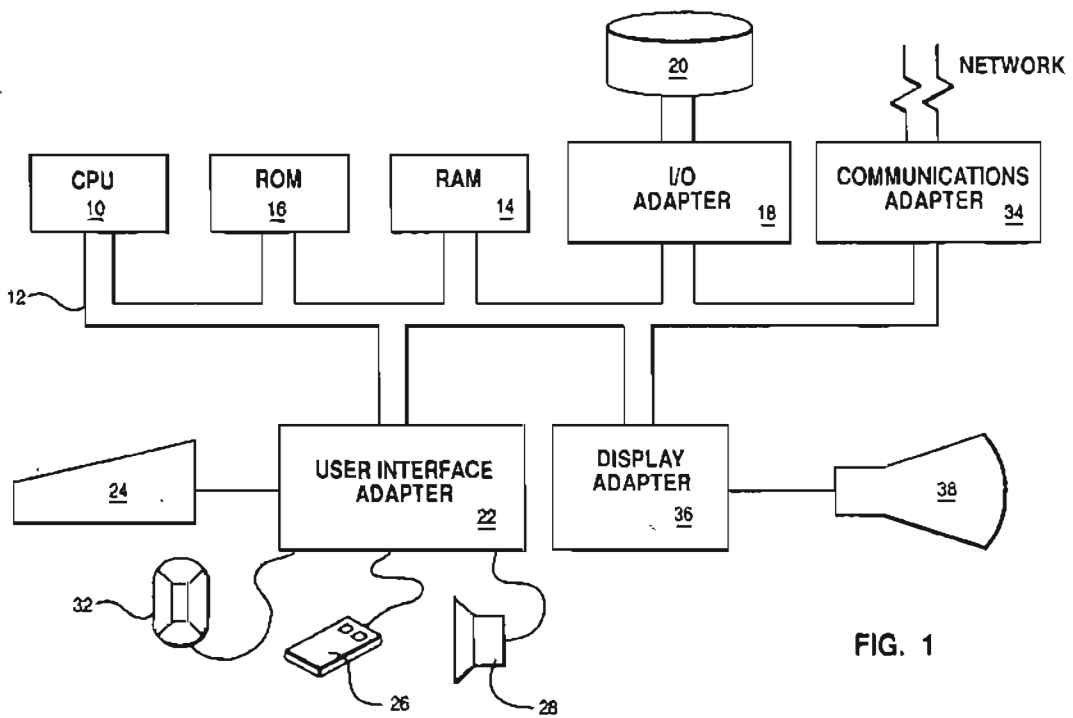 20
NETWORK
CPU
10
ROM
16
RAM
14
I/O
ADAPTER
18
COMMUNICATIONS
ADAPTER
34
12
24
USER INTERFACE
ADAPTER
22
DISPLAY
ADAPTER
36
38
32
26
28
FIG. 1